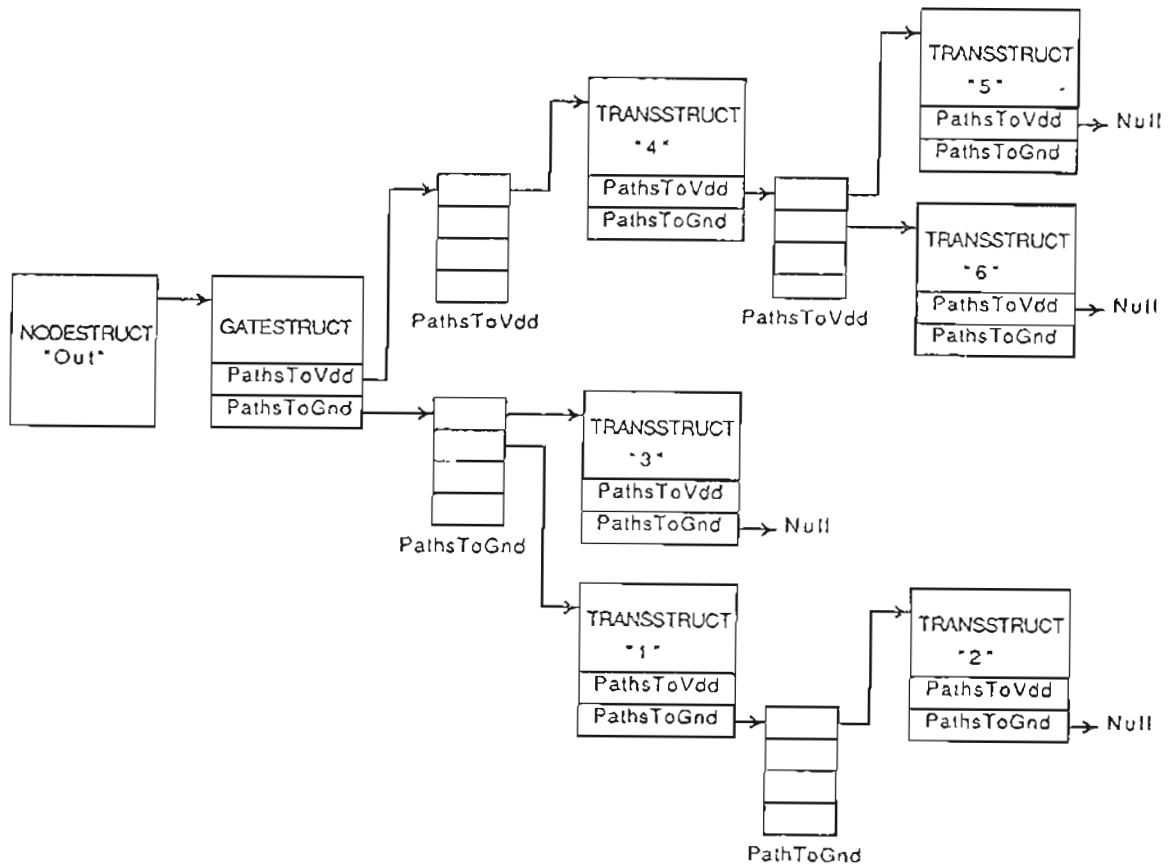 TRANSSTRUCT
"5"
PathsToVdd
Null
PathsToGnd
TRANSSTRUCT
"4"
PathsToVdd
PathsToGnd
PathsToVdd
TRANSSTRUCT
"6"
PathsToVdd
Null
PathsToGnd
PathsToVdd
NODESTRUCT
"Out"
GATESTRUCT
PathsToVdd
PathsToGnd
PathsToGnd
TRANSSTRUCT
"3"
PathsToVdd
PathsToGnd
Null
TRANSSTRUCT
"1"
PathsToVdd
PathsToGnd
TRANSSTRUCT
"2"
PathsToVdd
PathsToGnd
Null
PathToGnd